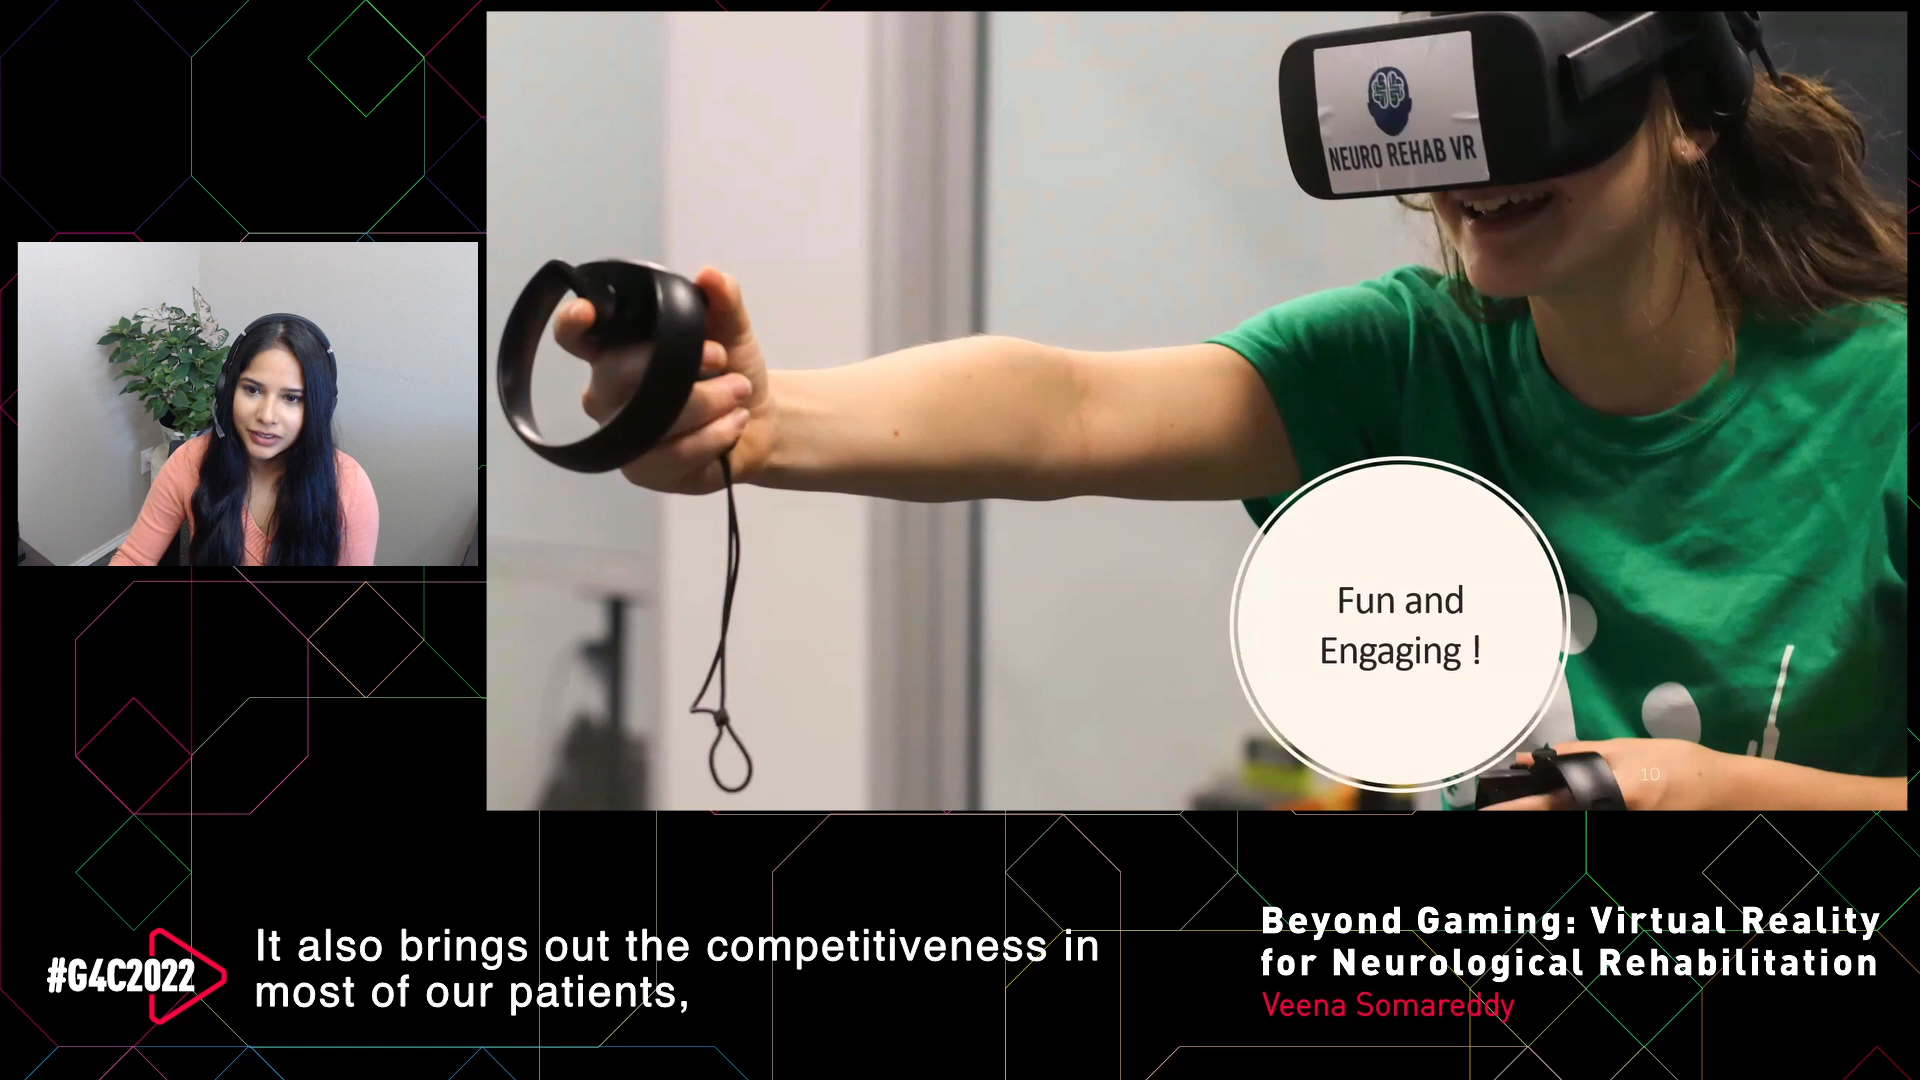 NEURO REHAB VR
Fun and
Engaging !
10
#G4C2022
It also brings out the competitiveness in
most of our patients,
Beyond Gaming: Virtual Reality
for Neurological Rehabilitation
Veena Somareddy